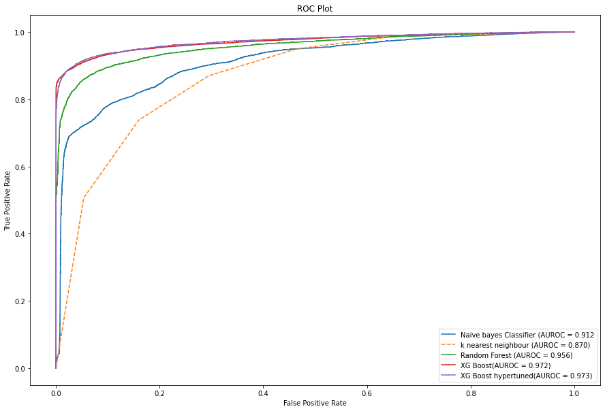 ROC Plot
1.0
0.8
0.6
0.4
0.2
0.0
True Positive Rate
0.0 0.2 0.4 0.6 0.8 1.0
False Positive Rate
Naive bayes Classifier (AUROC = 0.912
k nearest neighbour (AUROC = 0.870)
Random Forest (AUROC = 0.956)
XG Boost(AUROC = 0.972)
XG Boost hypertuned(AUROC = 0.973)